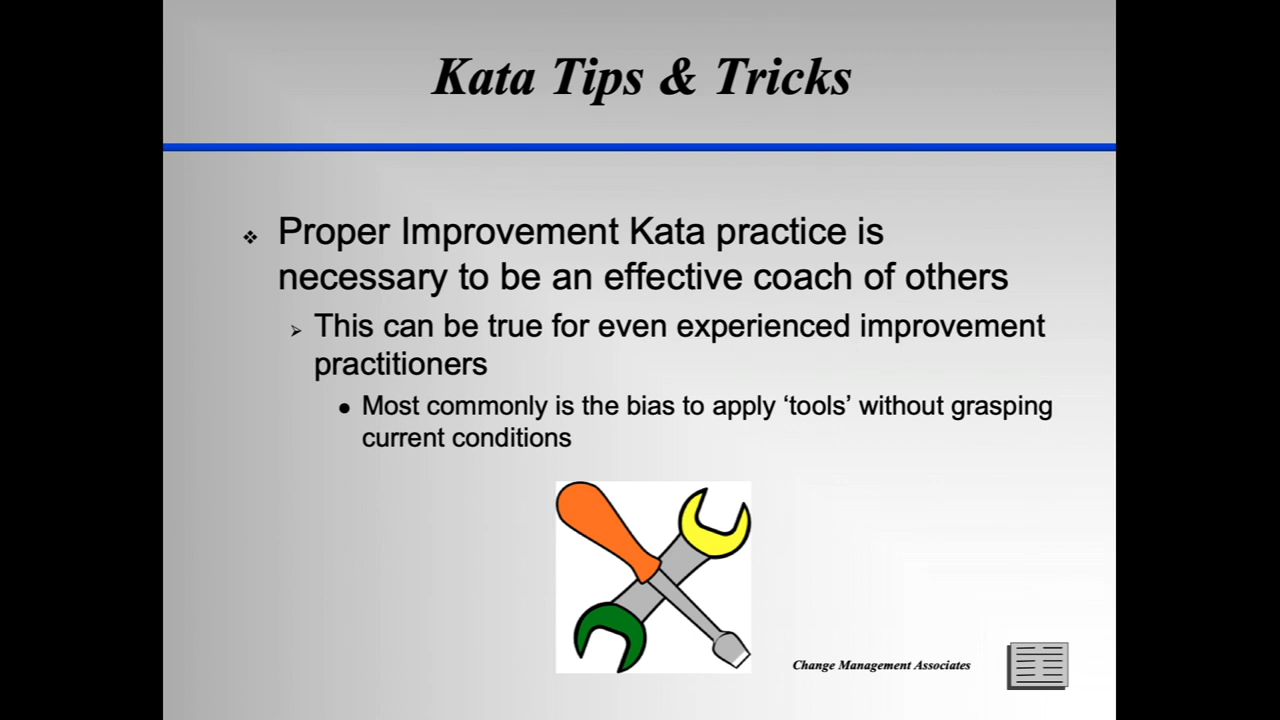 Kata Tips & Tricks
Proper Improvement Kata practice is
necessary to be an effective coach of others
This can be true for even experienced improvement
practitioners
Most commonly is the bias to apply ‘tools’ without grasping
current conditions
Change Management Associates